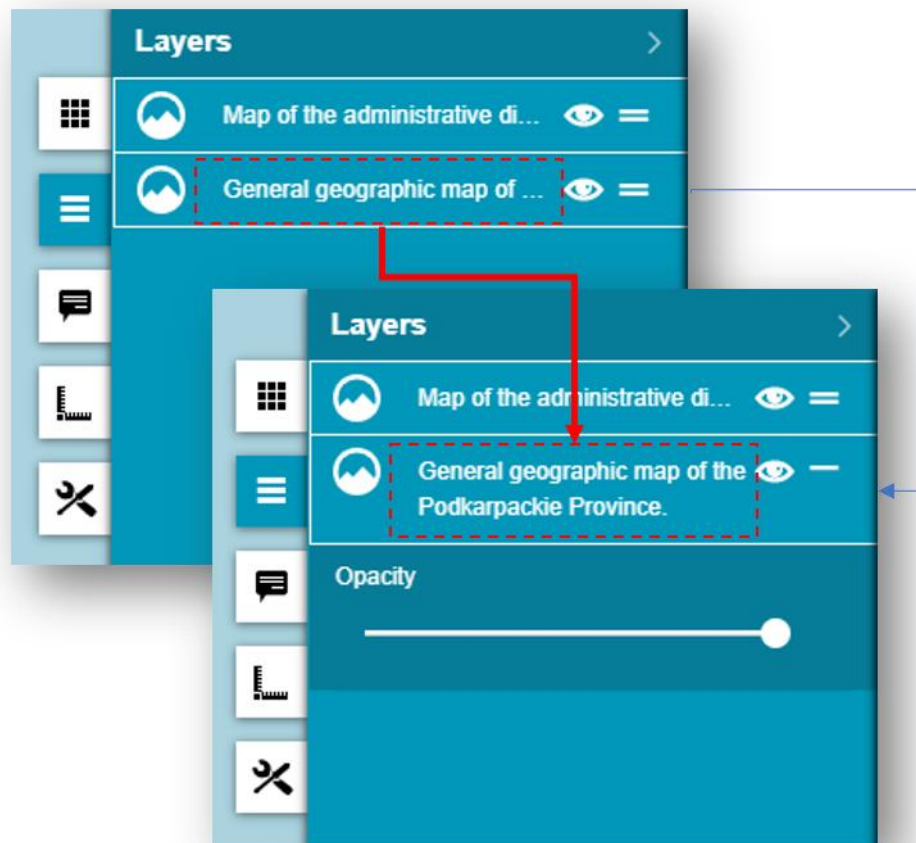 Layers
Map of the administrative di...
General geographic map of ...
Layers
Map of the administrative di...
General geographic map of the
Podkarpackie Province.
Opacity